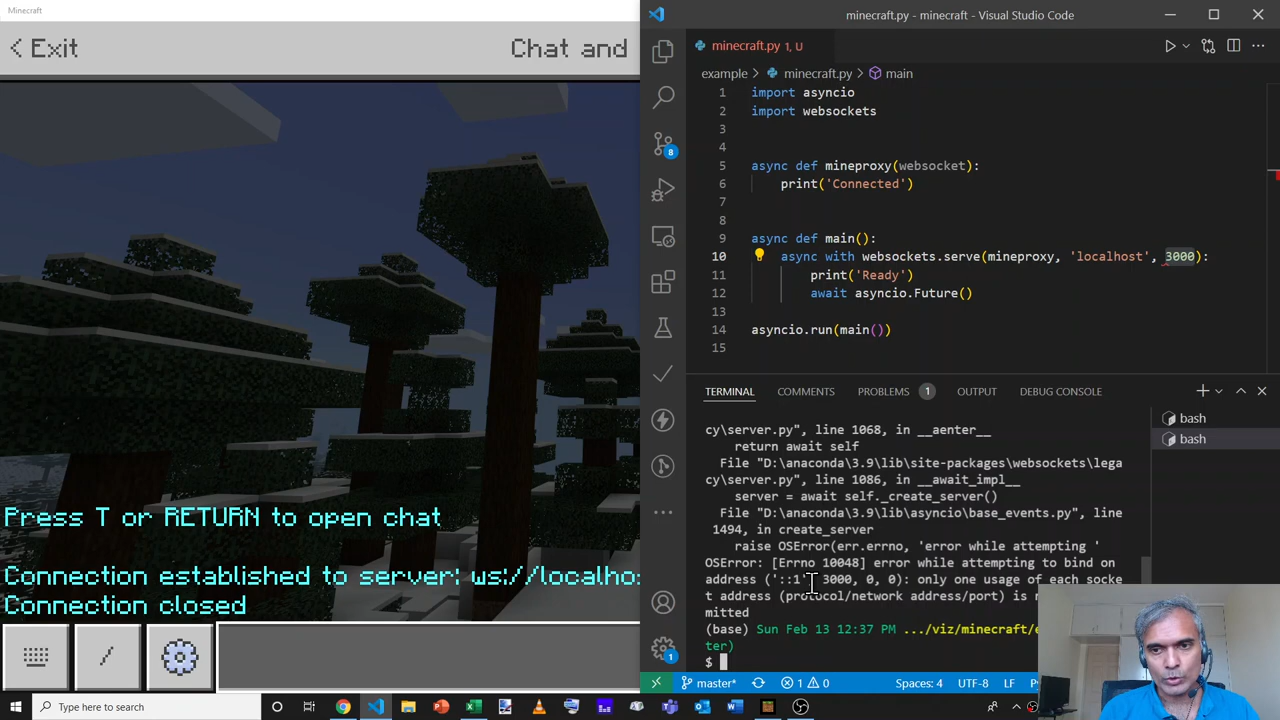 Minecraft
< Exit
Chat and
Press T or RETURN to open chat
Connection established to server: ws://localho
Connection closed
/
minecraft.py - minecraft - Visual Studio Code
minecraft.py 1, U
example > minecraft.py > main
1 import asyncio
2 import websockets
3
4
5 async def mineproxy(websocket):
6 print('Connected')
7
8
9 async def main():
10 async with websockets.serve(mineproxy, 'localhost', 3000):
11 print('Ready')
12 await asyncio.Future()
13
14 asyncio.run(main())
15
8
1
TERMINAL COMMENTS PROBLEMS 1 OUTPUT DEBUG CONSOLE
bash
bash
cy\server.py", line 1068, in __aenter__
return await self
File "D:\anaconda\3.9\lib\site-packages\websockets\lega
cy\server.py", line 1086, in __await_impl__
server = await self._create_server()
File "D:\anaconda\3.9\lib\asyncio\base_events.py", line
1494, in create_server
raise OSError(err.errno, 'error while attempting '
OSError: [Errno 10048] error while attempting to bind on
address ('::1', 3000, 0, 0): only one usage of each socke
t address (protocol/network address/port) is
mitted
(base) Sun Feb 13 12:37 PM .../viz/minecraft/
ter)
$
master* 1 0 Spaces: 4 UTF-8 LF
Type here to search